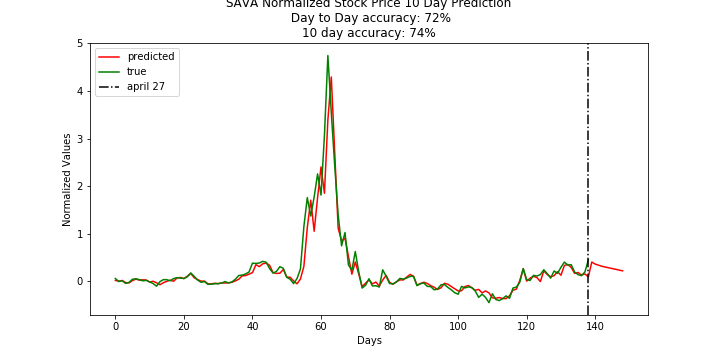 SAVA Normalized Stock Price 10 Day Prediction
Day to Day accuracy: 72%
10 day accuracy: 74%
predicted
true
april 27
Normalized Values
5
4
3
2
1
0
0 20 40 60 80 100 120 140
Days